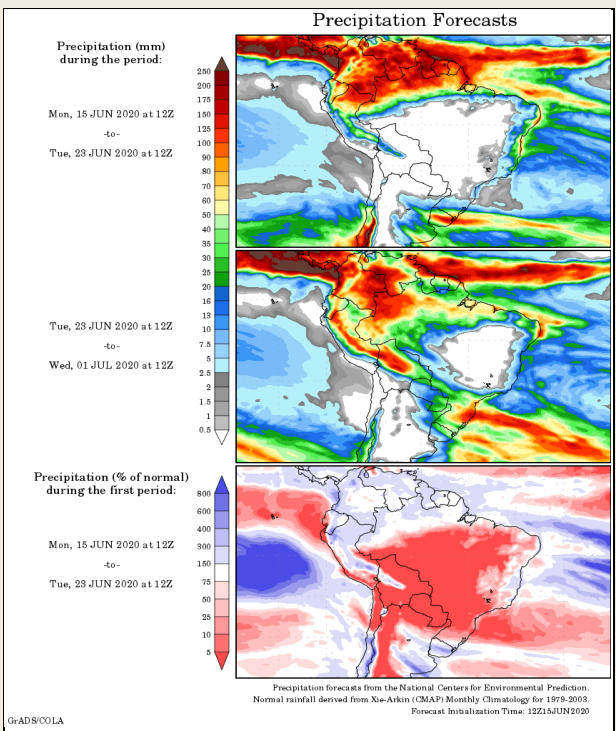 Precipitation Forecasts
Precipitation (mm)
during the period:
Mon, 15 JUN 2020 at 12Z
-to-
Tue, 23 JUN 2020 at 12Z
250
200
175
150
125
100
90
80
70
60
50
40
35
30
25
20
16
13
10
7.5
5
2.5
2
1.5
1
0.5
Tue, 23 JUN 2020 at 12Z
-to-
Wed, 01 JUL 2020 at 12Z
Precipitation (% of normal)
during the first period:
Mon, 15 JUN 2020 at 12Z
-to-
Tue, 23 JUN 2020 at 12Z
800
600
400
300
150
75
50
25
10
5
Precipitation forecasts from the National Centers for Environmental Prediction.
Normal rainfall derived from Xie-Arkin (CMAP) Monthly Climatology for 1979-2003.
Forecast Initialization Time: 12Z15JUN2020
GrADS/COLA